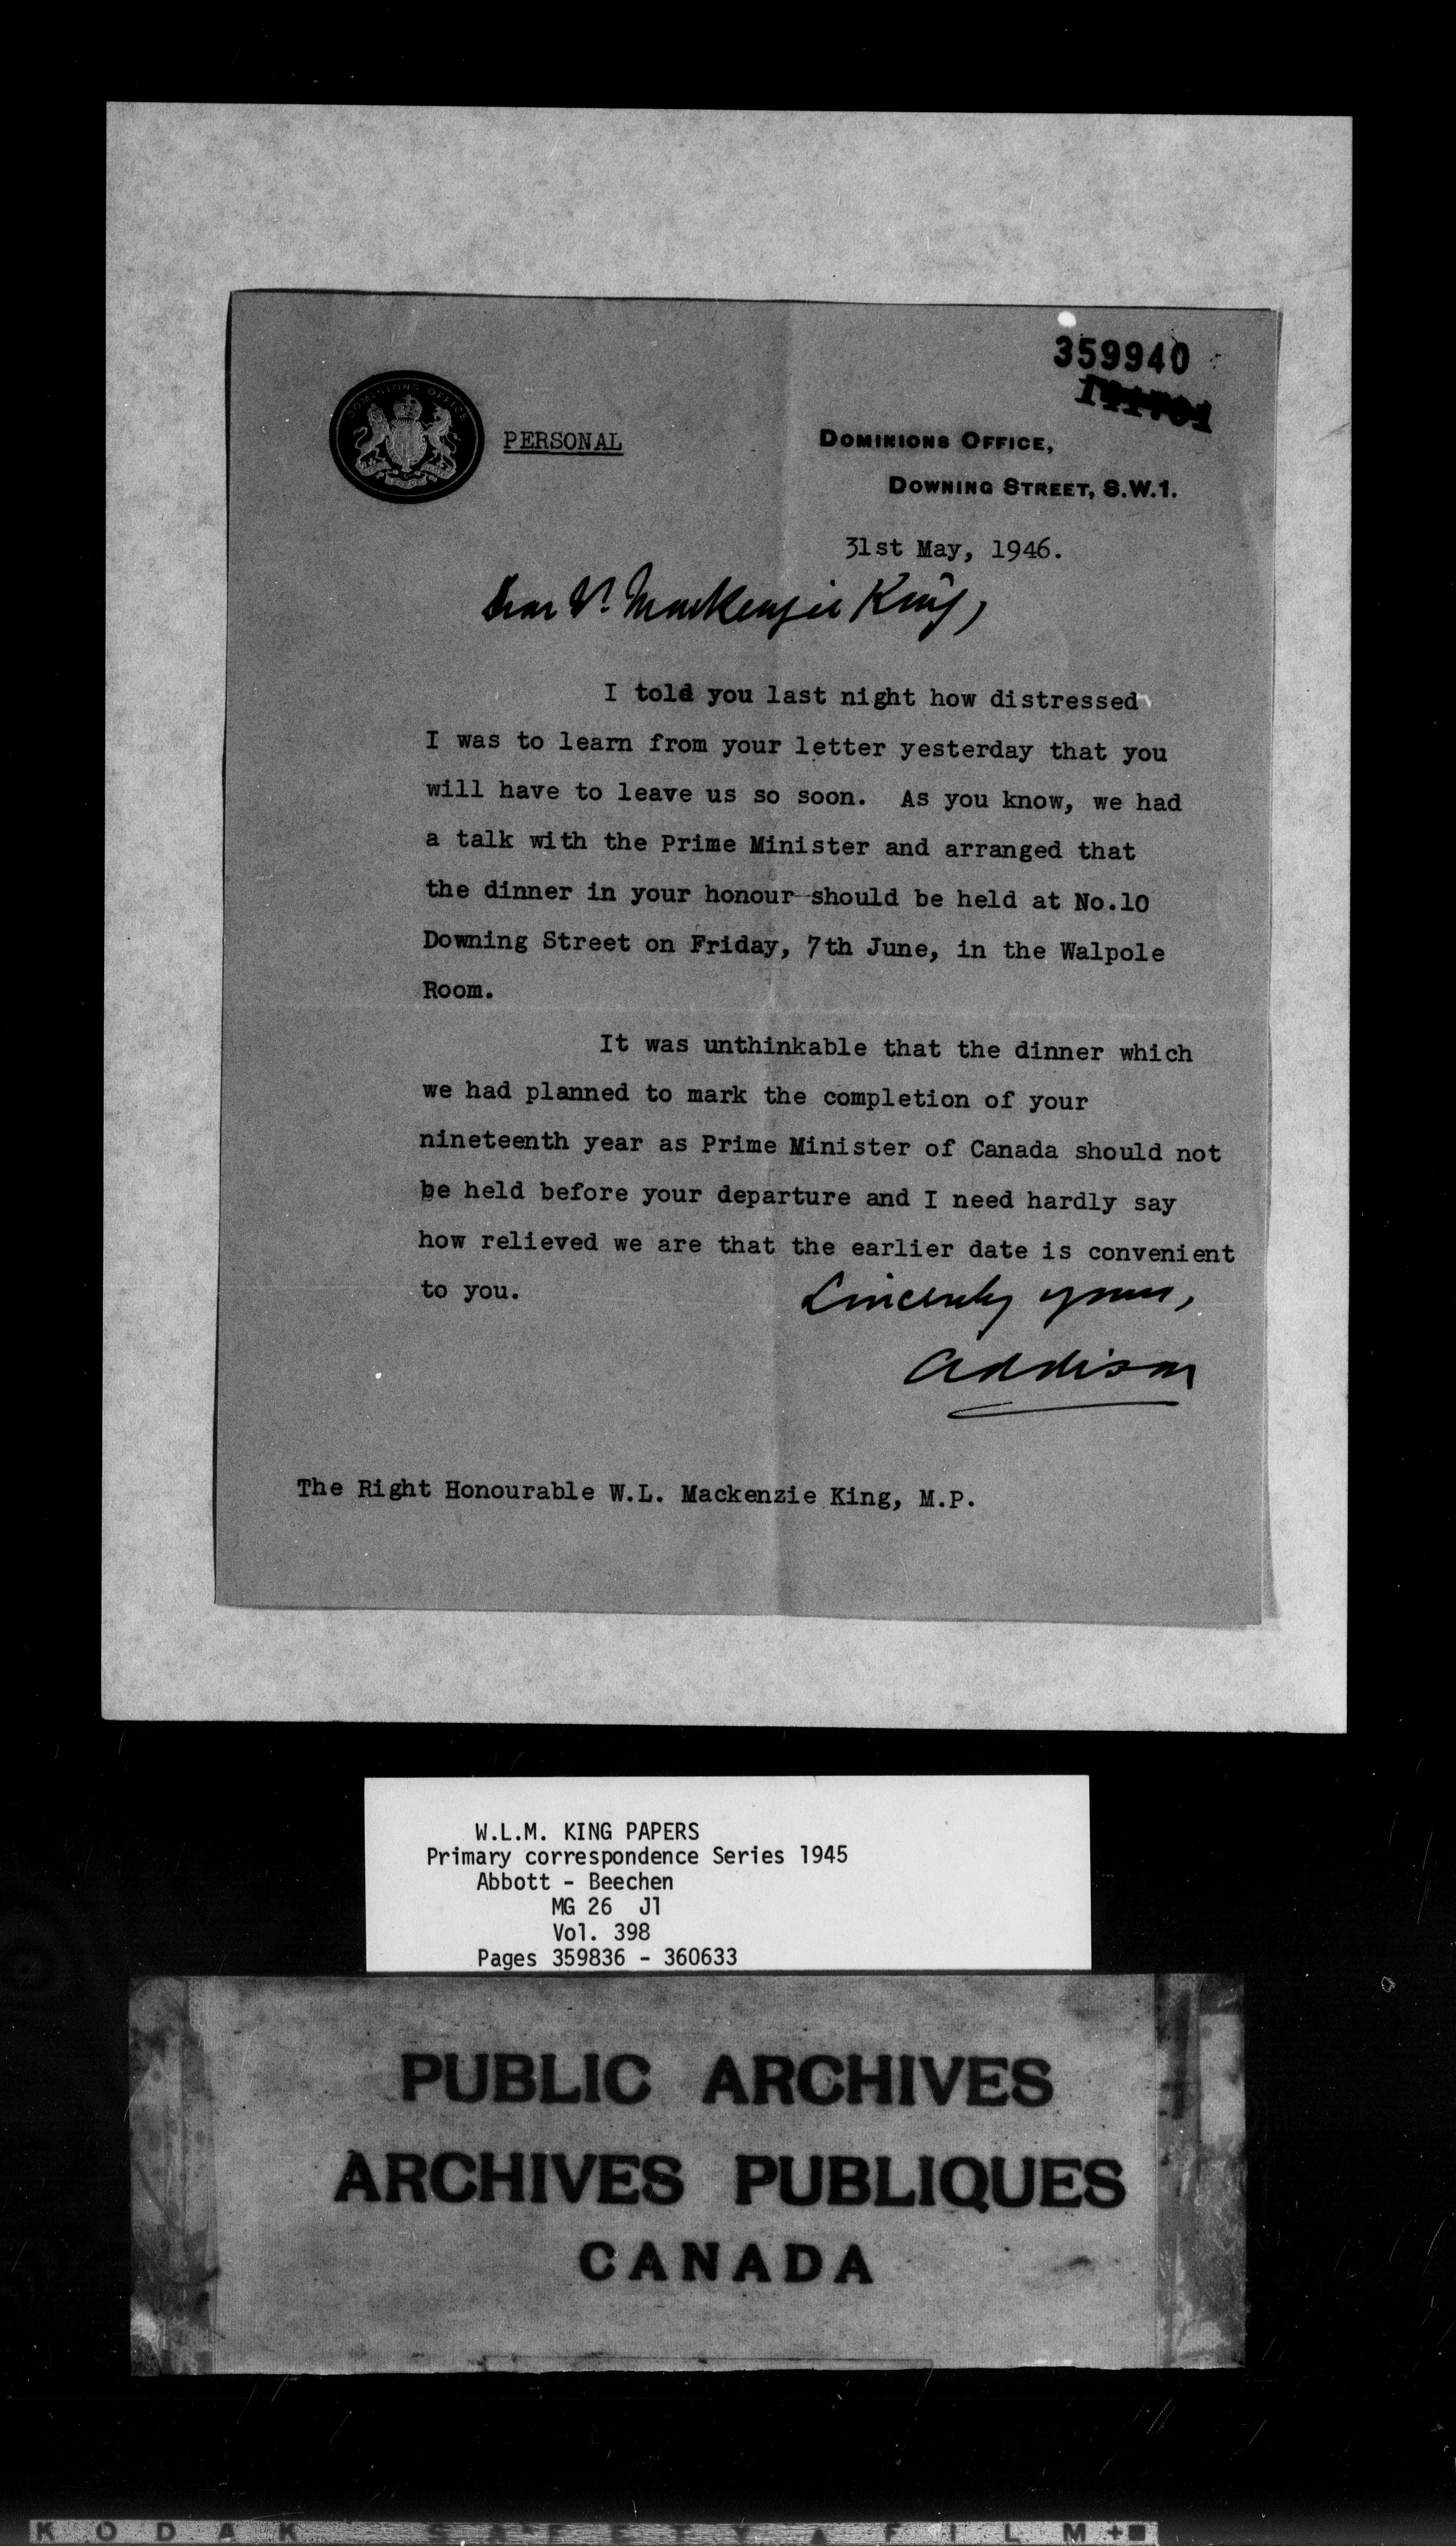 359940
DOMINIONS OFFICE
PERSONAL
DOMINIONS OFFICE,
DOWNING STREET, S.W.1.
31st May, 1946.
Dear Mr. Mackenzie King,
I told you last night how distressed
I was to learn from your letter yesterday that you
will have to leave us so soon. As you know, we had
a talk with the Prime Minister and arranged that
the dinner in your honour should be held at No.10
Downing Street on Friday, 7th June, in the Walpole
Room.
It was unthinkable that the dinner which
we had planned to mark the completion of your
nineteenth year as Prime Minister of Canada should not
be held before your departure and I need hardly say
how relieved we are that the earlier date is convenient
to you.
Sincerely yours,
Addison
The Right Honourable W.L. Mackenzie King, M.P.
W.L.M. KING PAPERS
Primary correspondence Series 1945
Abbott - Beechen
MG 26 J1
Vol. 398
Pages 359836 - 360633
PUBLIC ARCHIVES
ARCHIVES PUBLIQUES
CANADA
KODAK SAFETY FILM